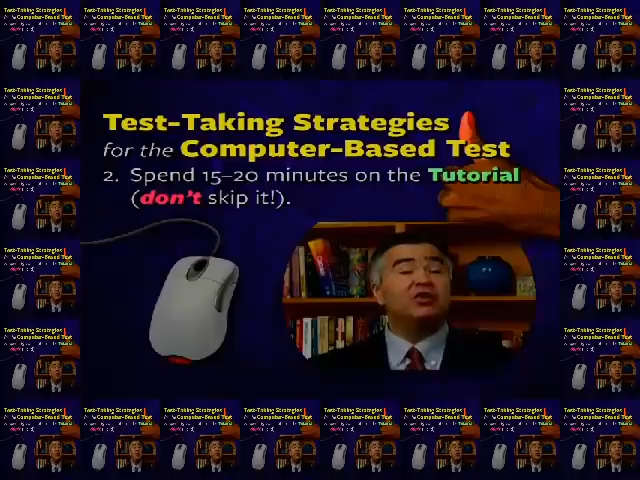 Test-Taking Strategies
for the Computer-Based Test
2. Spend 15–20 minutes on the Tutorial
(don't skip it!).